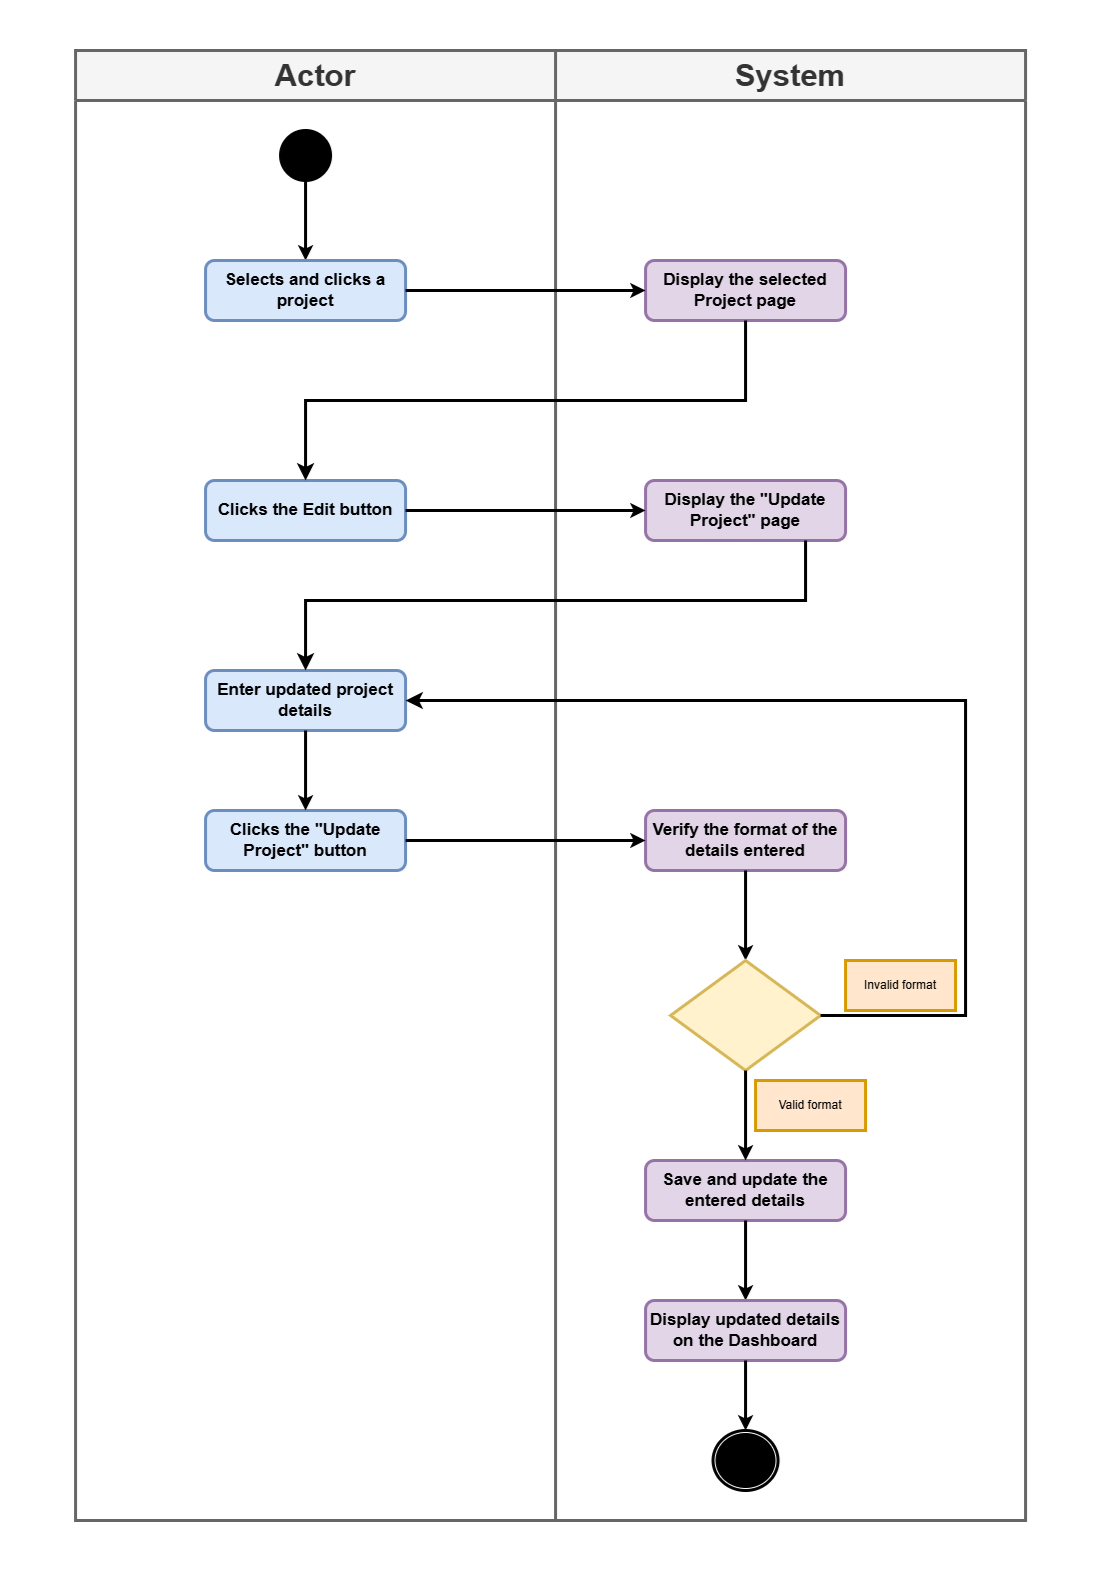 Actor
System
Selects and clicks a
project
Display the selected
Project page
Clicks the Edit button
Display the "Update
Project" page
Enter updated project
details
Clicks the "Update
Project" button
Verify the format of the
details entered
Invalid format
Valid format
Save and update the
entered details
Display updated details
on the Dashboard